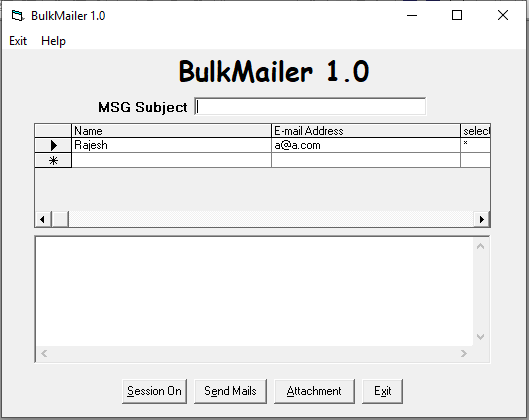 BulkMailer 1.0
Exit Help
BulkMailer 1.0
MSG Subject
Name E-mail Address select
Rajesh a@a.com *
Session On Send Mails Attachment Exit